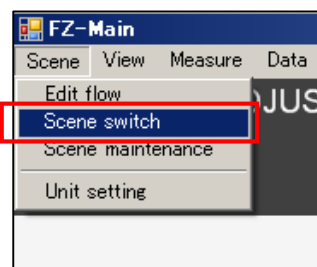 FZ-Main
Scene View Measure Data
Edit flow
Scene switch
Scene maintenance
Unit setting